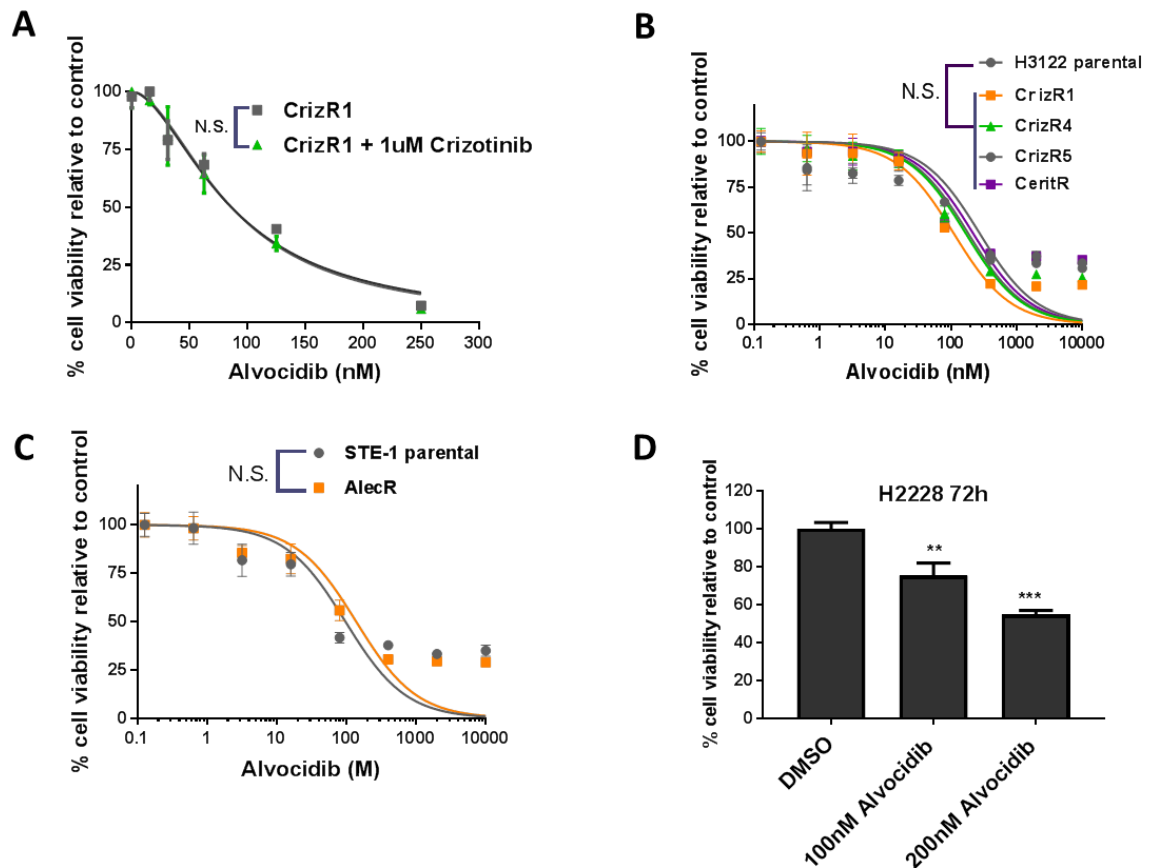 A
% cell viability relative to control
100
75
50
25
0
0
50
100
150
200
250
300
Alvocidib (nM)
N.S.
CrizR1
CrizR1 + 1uM Crizotinib
B
% cell viability relative to control
100
75
50
25
0
0.1
1
10
100
1000
10000
Alvocidib (nM)
N.S.
H3122 parental
CrizR1
CrizR4
CrizR5
CeritR
C
% cell viability relative to control
100
75
50
25
0
0.1
1
10
100
1000
10000
Alvocidib (M)
N.S.
STE-1 parental
AlecR
D
H2228 72h
% cell viability relative to control
120
100
80
60
40
20
0
**
***
DMSO
100nM Alvocidib
200nM Alvocidib